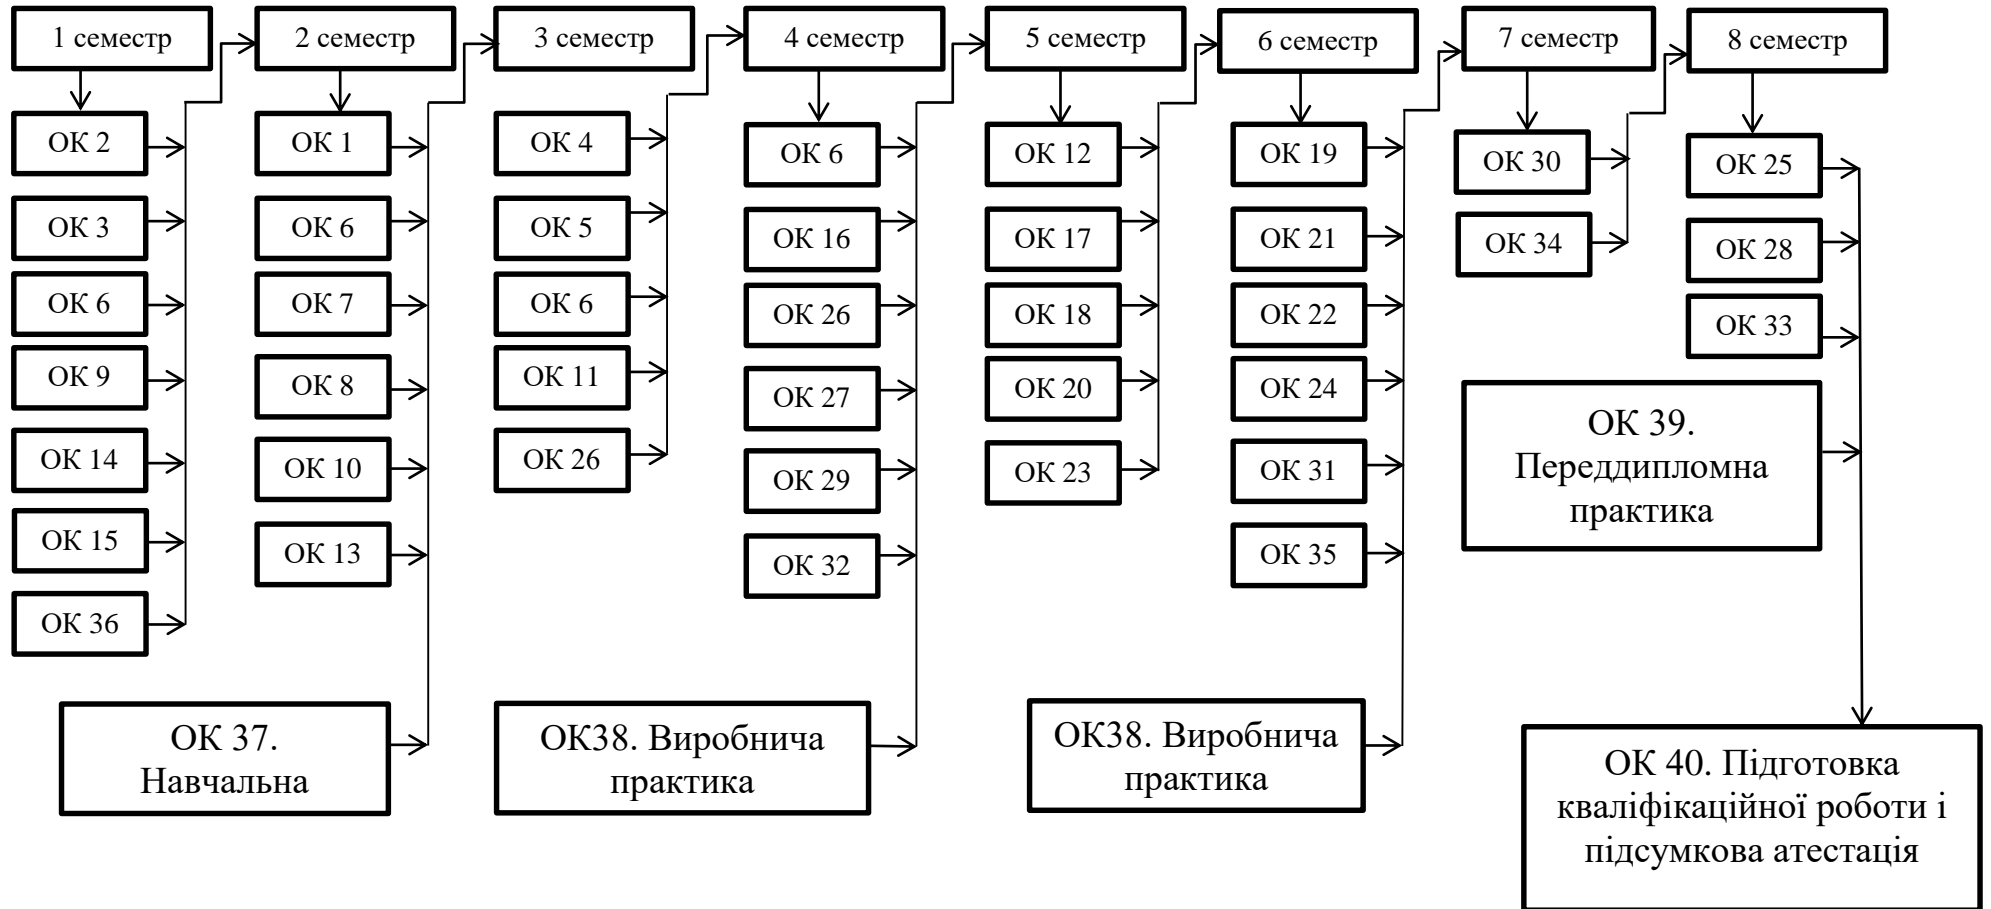 1 семестр
2 семестр
3 семестр
4 семестр
5 семестр
6 семестр
7 семестр
8 семестр
ОК 2
ОК 3
ОК 6
ОК 9
ОК 14
ОК 15
ОК 36
ОК 1
ОК 6
ОК 7
ОК 8
ОК 10
ОК 13
ОК 37.
Навчальна
ОК 4
ОК 5
ОК 6
ОК 11
ОК 26
ОК 6
ОК 16
ОК 26
ОК 27
ОК 29
ОК 32
ОК38. Виробнича
практика
ОК 12
ОК 17
ОК 18
ОК 20
ОК 23
ОК 19
ОК 21
ОК 22
ОК 24
ОК 31
ОК 35
ОК38. Виробнича
практика
ОК 30
ОК 34
ОК 25
ОК 28
ОК 33
ОК 39.
Переддипломна
практика
ОК 40. Підготовка
кваліфікаційної роботи і
підсумкова атестація